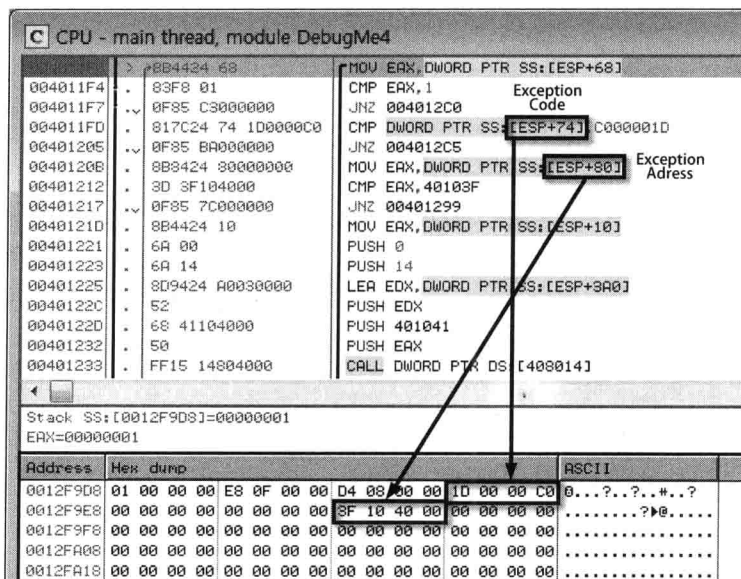 C CPU - main thread, module DebugMe4
> 8B4424 68 MOV EAX,DWORD PTR SS:[ESP+68]
004011F4 . 83F8 01 CMP EAX,1
Exception
Code
004011F7 .v 0F85 C3000000 JNZ 004012C0
004011FD . 817C24 74 1D0000C0 CMP DWORD PTR SS:[ESP+74],C000001D
00401205 .v 0F85 BA000000 JNZ 004012C5
0040120B . 8B8424 80000000 MOV EAX,DWORD PTR SS:[ESP+80]
Exception
Adress
00401212 . 3D 3F104000 CMP EAX,40103F
00401217 .v 0F85 7C000000 JNZ 00401299
0040121D . 8B4424 10 MOV EAX,DWORD PTR SS:[ESP+10]
00401221 . 6A 00 PUSH 0
00401223 . 6A 14 PUSH 14
00401225 . 8D9424 A0030000 LEA EDX,DWORD PTR SS:[ESP+3A0]
0040122C . 52 PUSH EDX
0040122D . 68 41104000 PUSH 401041
00401232 . 50 PUSH EAX
00401233 . FF15 14804000 CALL DWORD PTR DS:[408014]
Stack SS:[0012F9D8]=00000001
EAX=00000001
Address Hex dump ASCII
0012F9D8 01 00 00 00 E8 0F 00 00 D4 08 00 00 1D 00 00 C0 0...?..?..#..?
0012F9E8 00 00 00 00 00 00 00 00 3F 10 40 00 00 00 00 00 ........?▶@.....
0012F9F8 00 00 00 00 00 00 00 00 00 00 00 00 00 00 00 00 ................
0012FA08 00 00 00 00 00 00 00 00 00 00 00 00 00 00 00 00 ................
0012FA18 00 00 00 00 00 00 00 00 00 00 00 00 00 00 00 00 ................